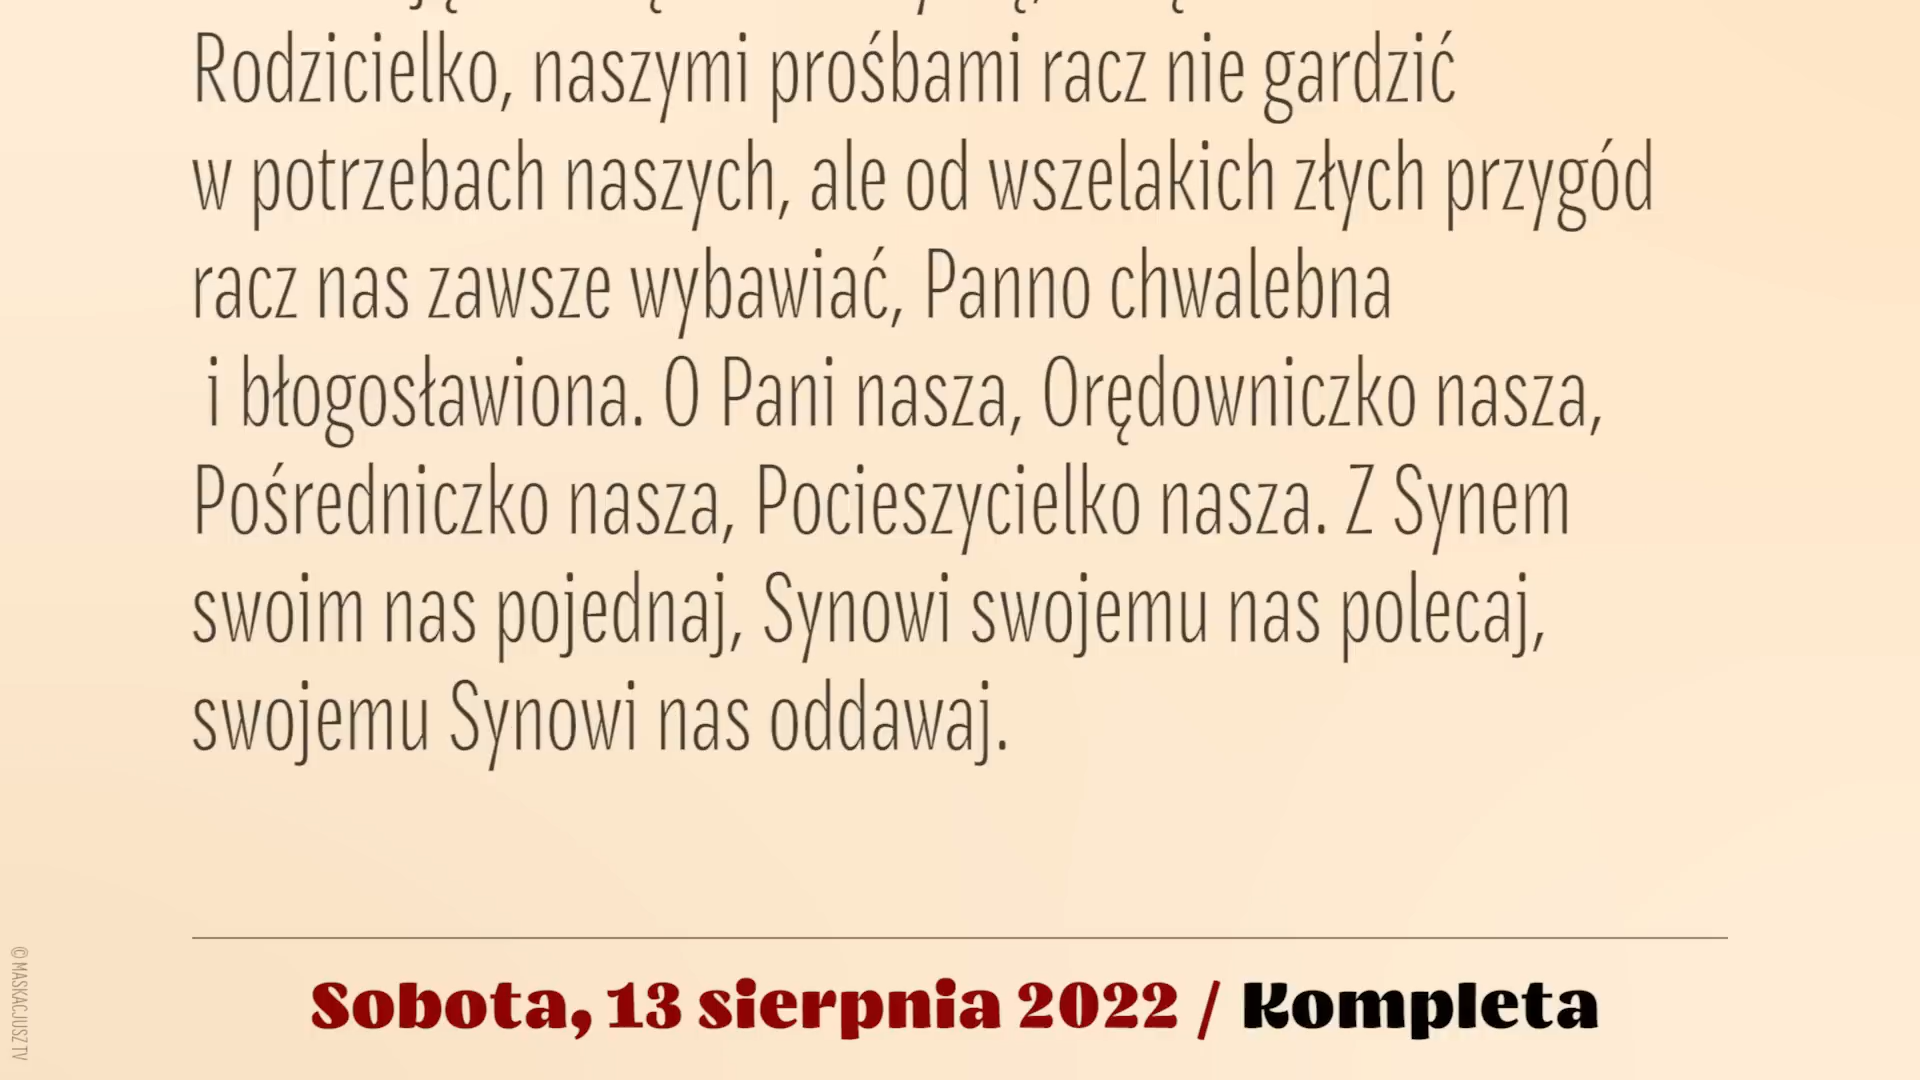 Rodzicielko, naszymi prośbami racz nie gardzić
w potrzebach naszych, ale od wszelakich złych przygód
racz nas zawsze wybawiać, Panno chwalebna
i błogosławiona. O Pani nasza, Orędowniczko nasza,
Pośredniczko nasza, Pocieszycielko nasza. Z Synem
swoim nas pojednaj, Synowi swojemu nas polecaj,
swojemu Synowi nas oddawaj.
Sobota, 13 sierpnia 2022 / Kompleta
© MASKACJUSZ TV